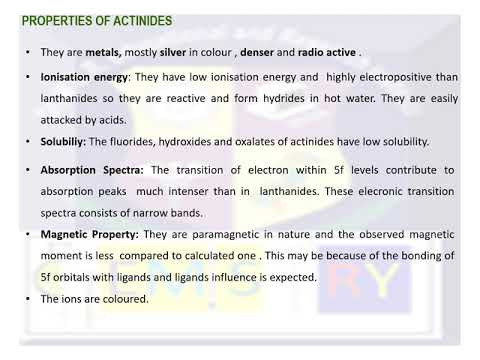 PROPERTIES OF ACTINIDES
• They are metals, mostly silver in colour , denser and radio active .
• Ionisation energy: They have low ionisation energy and highly electropositive than
lanthanides so they are reactive and form hydrides in hot water. They are easily
attacked by acids.
• Solubiliy: The fluorides, hydroxides and oxalates of actinides have low solubility.
• Absorption Spectra: The transition of electron within 5f levels contribute to
absorption peaks much intenser than in lanthanides. These elecronic transition
spectra consists of narrow bands.
• Magnetic Property: They are paramagnetic in nature and the observed magnetic
moment is less compared to calculated one . This may be because of the bonding of
5f orbitals with ligands and ligands influence is expected.
• The ions are coloured.